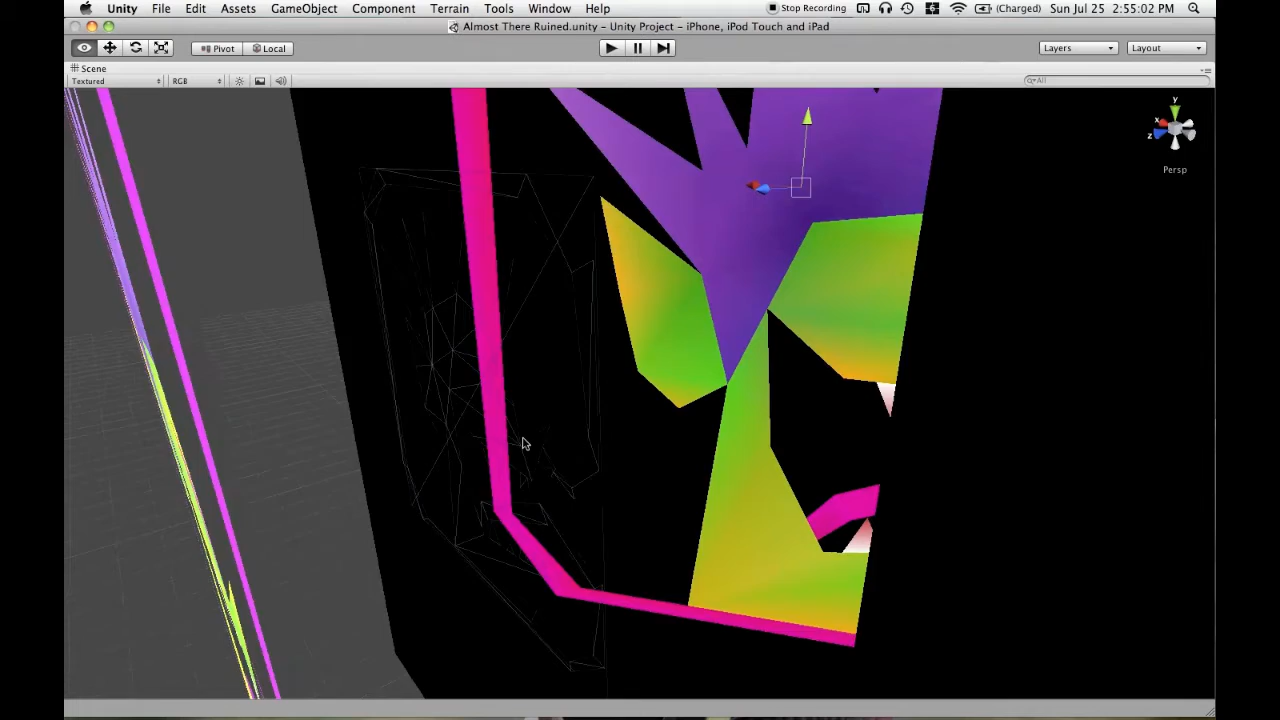 Unity File Edit Assets GameObject Component Terrain Tools Window Help Stop Recording (Charged) Sun Jul 25 2:55:02 PM
Almost There Ruined.unity – Unity Project – iPhone, iPod Touch and iPad
Pivot Local Layers Layout
Scene
Textured RGB All
y
x
z
Persp